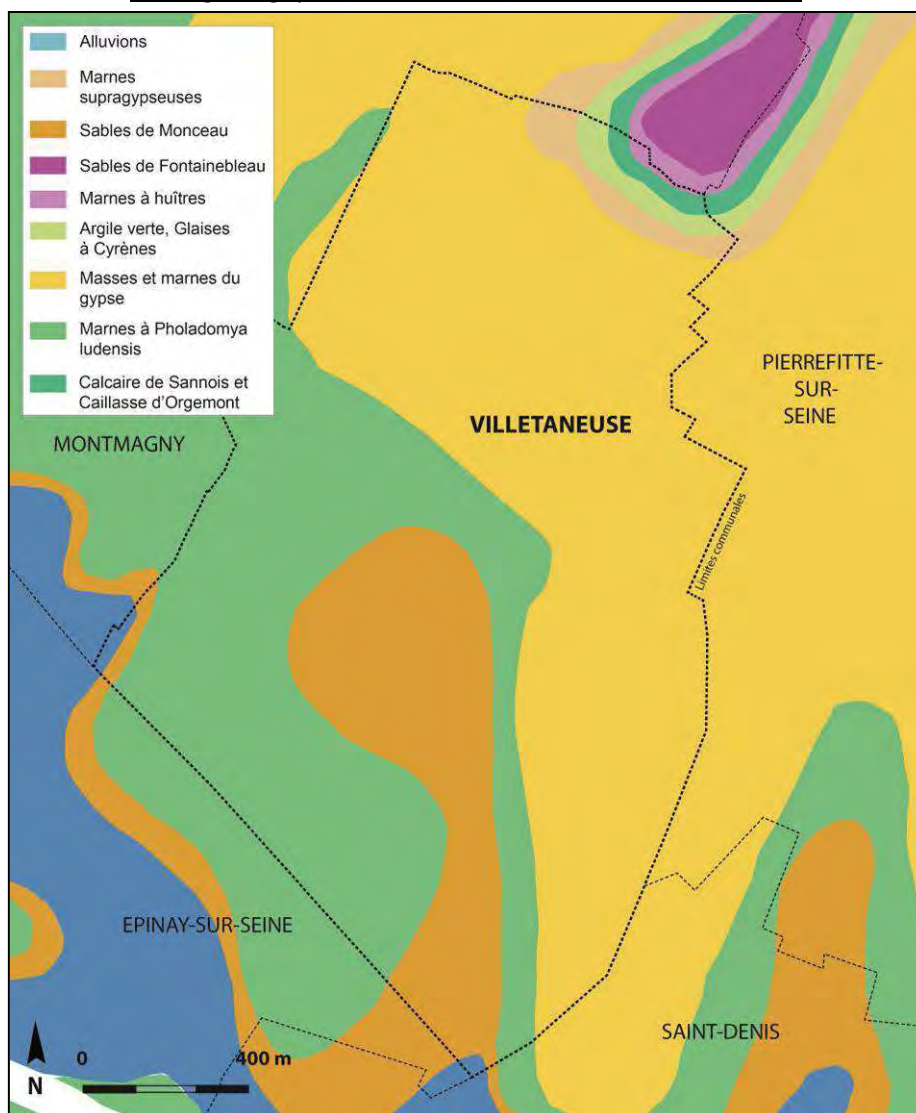 Alluvions
Marnes
supragypseuses
Sables de Monceau
Sables de Fontainebleau
Marnes à huîtres
Argile verte, Glaises
à Cyrènes
Masses et marnes du
gypse
Marnes à Pholadomya
ludensis
Calcaire de Sannois et
Caillasse d'Orgemont
MONTMAGNY
VILLETANEUSE
PIERREFITTE-
SUR-
SEINE
Limites communales
EPINAY-SUR-SEINE
SAINT-DENIS
0 400 m
N